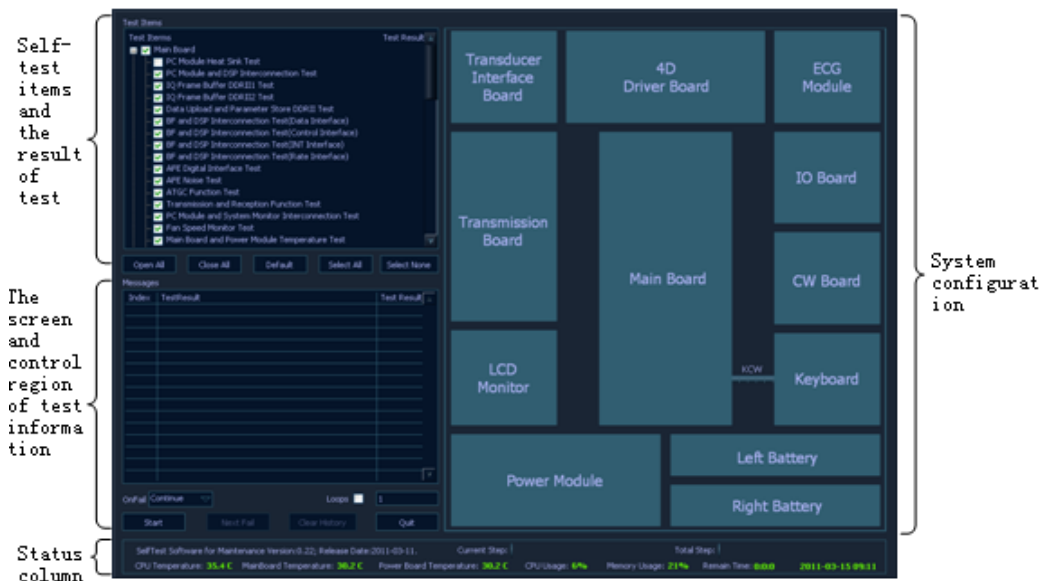 Self-
test
items
and
the
result
of
test
The
screen
and
control
region
of test
informa
tion
Status
column
Test Items
Test Items Test Result
Main Board
PC Module Heat Sink Test
PC Module and DSP Interconnection Test
IQ Frame Buffer DDRII1 Test
IQ Frame Buffer DDRII2 Test
Data Upload and Parameter Store DDRII Test
BF and DSP Interconnection Test(Data Interface)
BF and DSP Interconnection Test(Control Interface)
BF and DSP Interconnection Test(INT Interface)
BF and DSP Interconnection Test(Rate Interface)
APE Digital Interface Test
APE Noise Test
ATGC Function Test
Transmission and Reception Function Test
PC Module and System Monitor Interconnection Test
Fan Speed Monitor Test
Main Board and Power Module Temperature Test
Open All Close All Default Select All Select None
Messages
Index TestResult Test Result
OnFail Continue Loops 1
Start Next Fail Clear History Quit
Transducer
Interface
Board
4D
Driver Board
ECG
Module
IO Board
Transmission
Board
Main Board
CW Board
LCD
Monitor
KCW
Keyboard
Power Module
Left Battery
Right Battery
System
configurat
ion
SelfTest Software for Maintenance Version:0.22; Release Date:2011-03-11. Current Step: Total Step:
CPU Temperature: 35.4 C MainBoard Temperature: 30.2 C Power Board Temperature: 30.2 C CPU Usage: 6% Memory Usage: 21% Remain Time: 0:0:0 2011-03-15 09:11